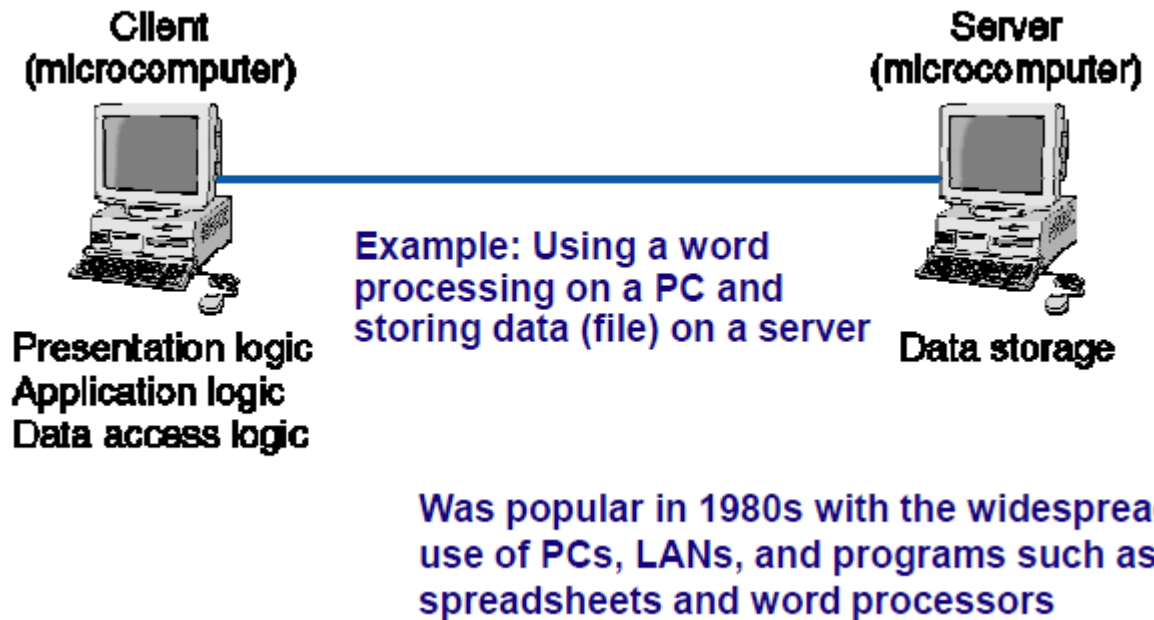 Client
(microcomputer)
Server
(microcomputer)
Example: Using a word
processing on a PC and
storing data (file) on a server
Presentation logic
Application logic
Data access logic
Data storage
Was popular in 1980s with the widesprea
use of PCs, LANs, and programs such as
spreadsheets and word processors